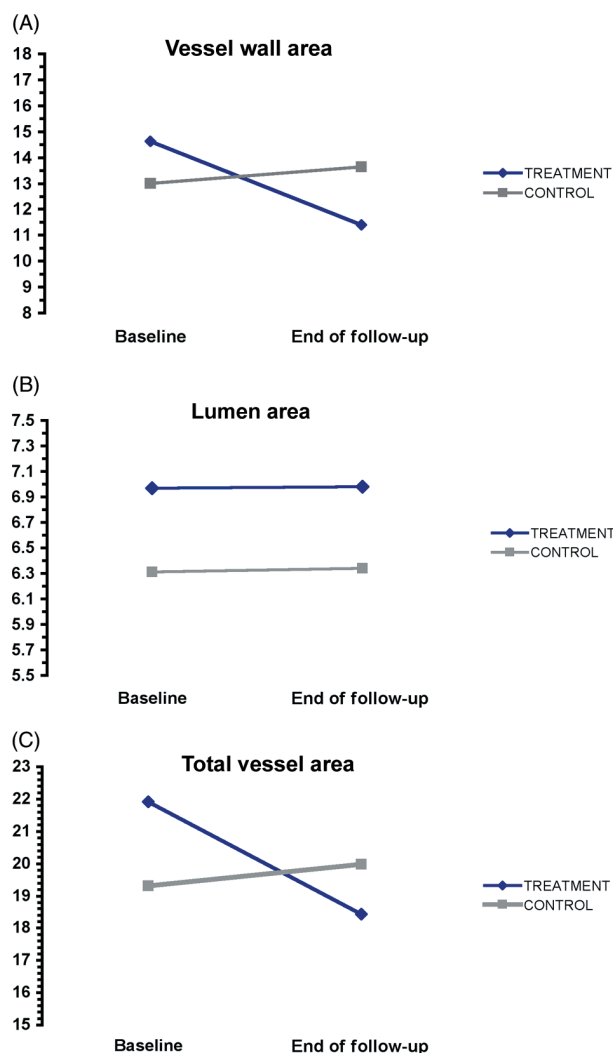 (A)
Vessel wall area
18
17
16
15
14
13
12
11
10
9
8
TREATMENT
CONTROL
Baseline End of follow-up
(B)
Lumen area
7.5
7.3
7.1
6.9
6.7
6.5
6.3
6.1
5.9
5.7
5.5
TREATMENT
CONTROL
Baseline End of follow-up
(C)
Total vessel area
23
22
21
20
19
18
17
16
15
TREATMENT
CONTROL
Baseline End of follow-up